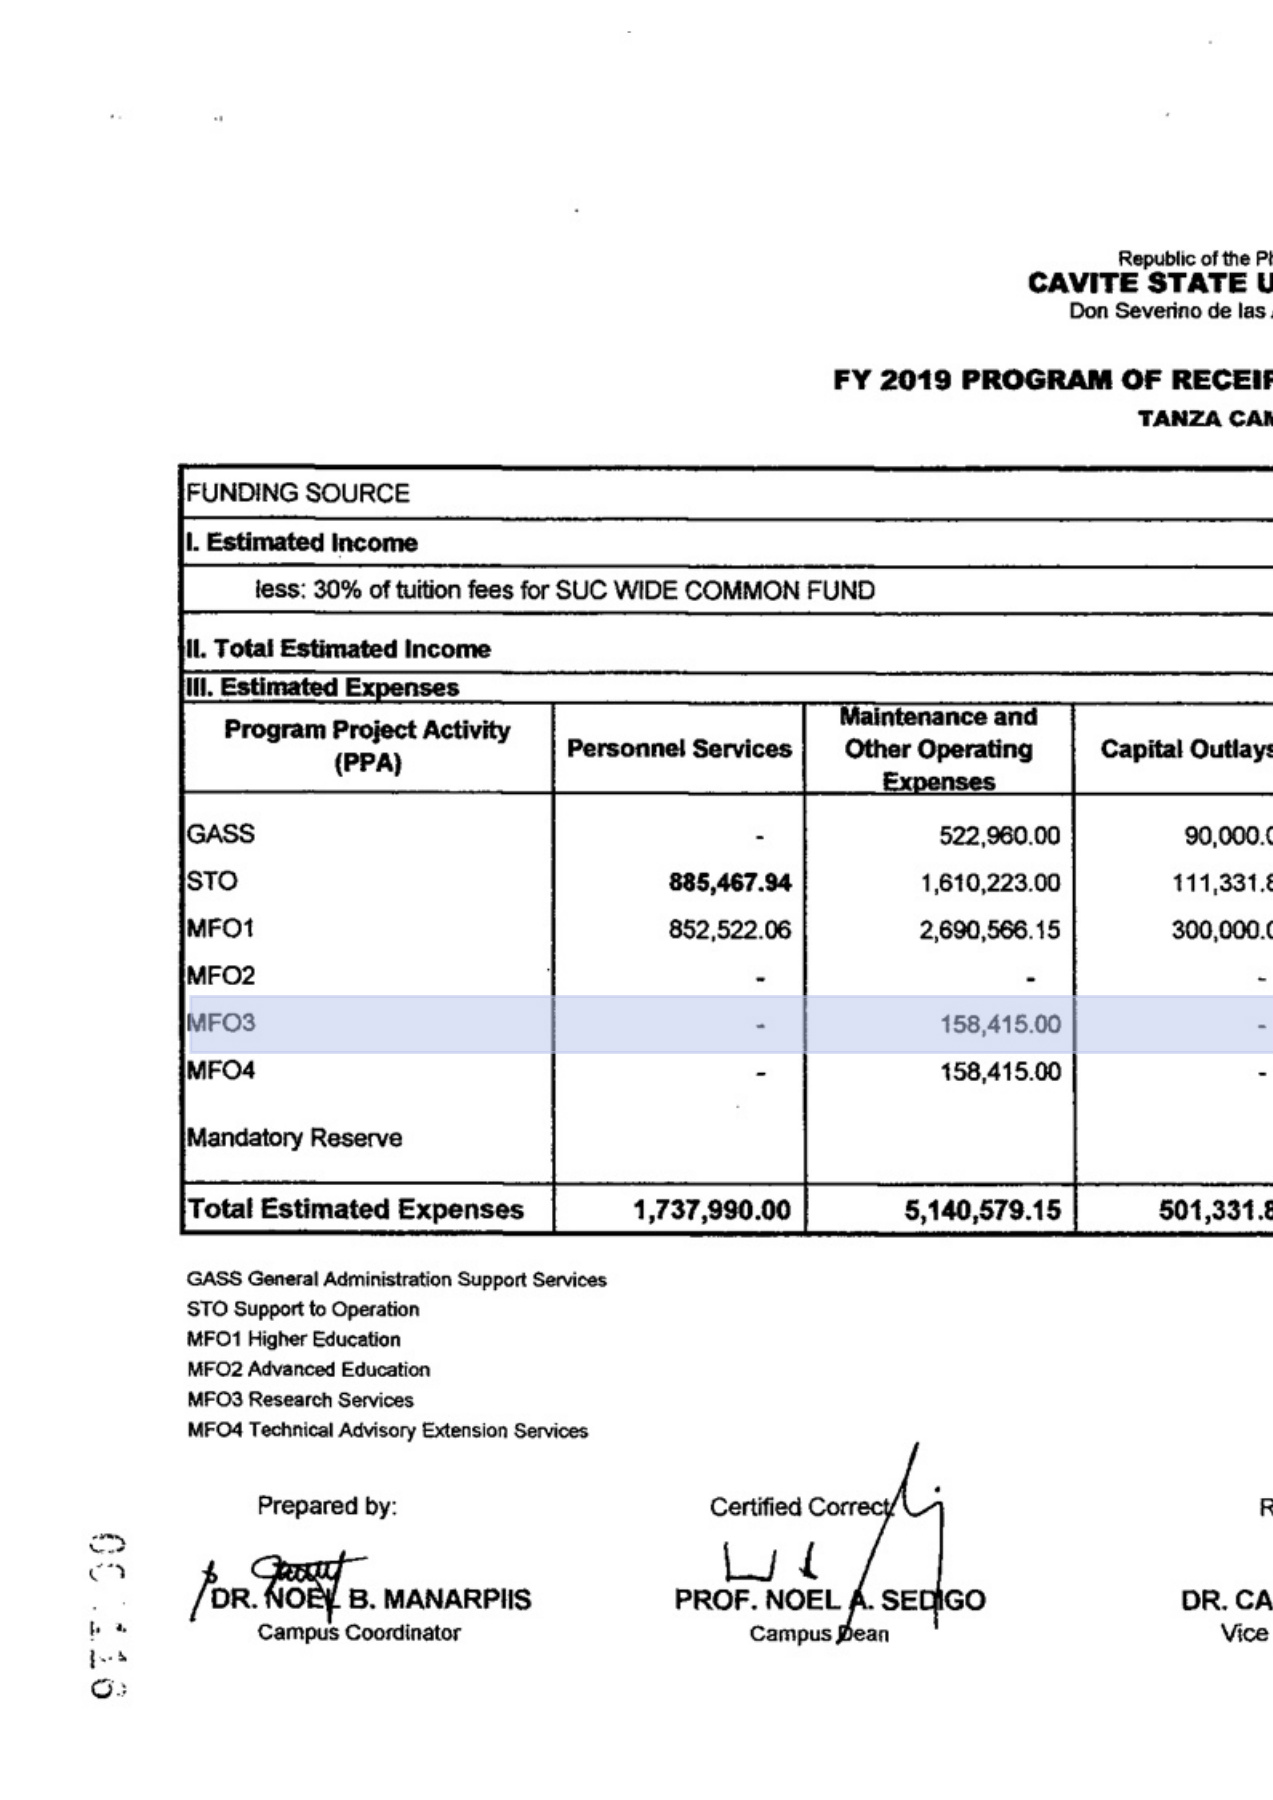 Republic of the
CAVITE STATE
Don Severino de las
FY 2019 PROGRAM OF
TANZA
FUNDING SOURCE
I. Estimated Income
less: 30% of tuition fees for SUC WIDE COMMON FUND
II. Total Estimated Income
III. Estimated Expenses
Program Project Activity (PPA) Personnel Services Maintenance and Other Operating Expenses Capital Outlays
GASS - 522,960.00 90,000.
STO 885,467.94 1,610,223.00 111,331.8
MFO1 852,522.06 2,690,566.15 300,000.
MFO2 - - -
MFO3 - 158,415.00 -
MFO4 - 158,415.00 -
Mandatory Reserve
Total Estimated Expenses 1,737,990.00 5,140,579.15 501,331.8
GASS General Administration Support Services
STO Support to Operation
MFO1 Higher Education
MFO2 Advanced Education
MFO3 Research Services
MFO4 Technical Advisory Extension Services
Prepared by: Certified Correct
DR. NOEL B. MANARPIIS PROF. NOEL A. SEDIGO DR. CA
Campus Coordinator Campus Dean Vice